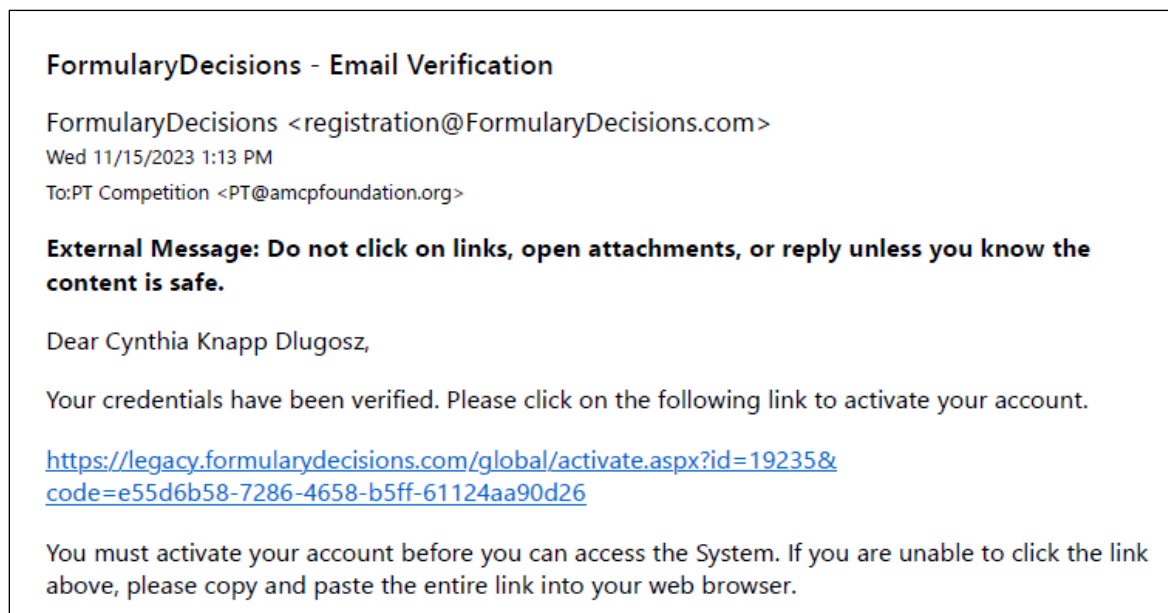 FormularyDecisions - Email Verification
FormularyDecisions <registration@FormularyDecisions.com>
Wed 11/15/2023 1:13 PM
To:PT Competition <PT@amcpfoundation.org>
External Message: Do not click on links, open attachments, or reply unless you know the
content is safe.
Dear Cynthia Knapp Dlugosz,
Your credentials have been verified. Please click on the following link to activate your account.
https://legacy.formularydecisions.com/global/activate.aspx?id=19235&
code=e55d6b58-7286-4658-b5ff-61124aa90d26
You must activate your account before you can access the System. If you are unable to click the link
above, please copy and paste the entire link into your web browser.